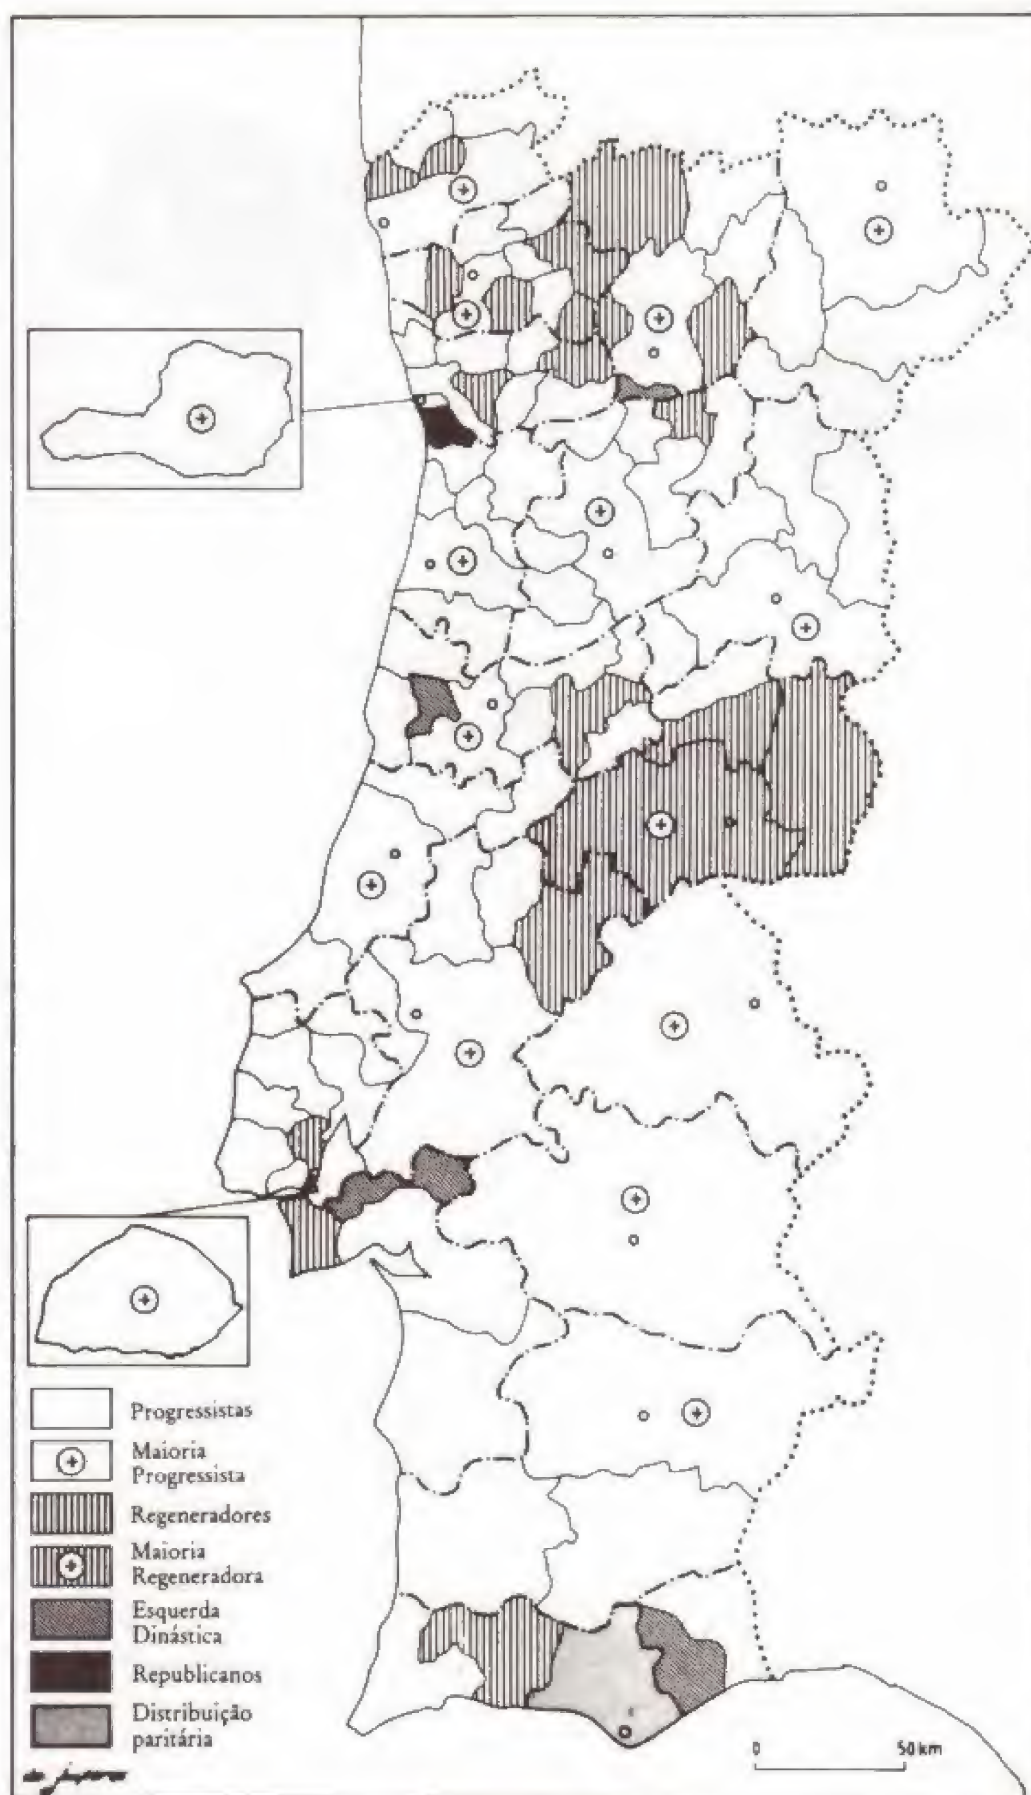 Progressistas
Maioria
Progressista
Regeneradores
Maioria
Regeneradora
Esquerda
Dinástica
Republicanos
Distribuição
paritária
0 50 km